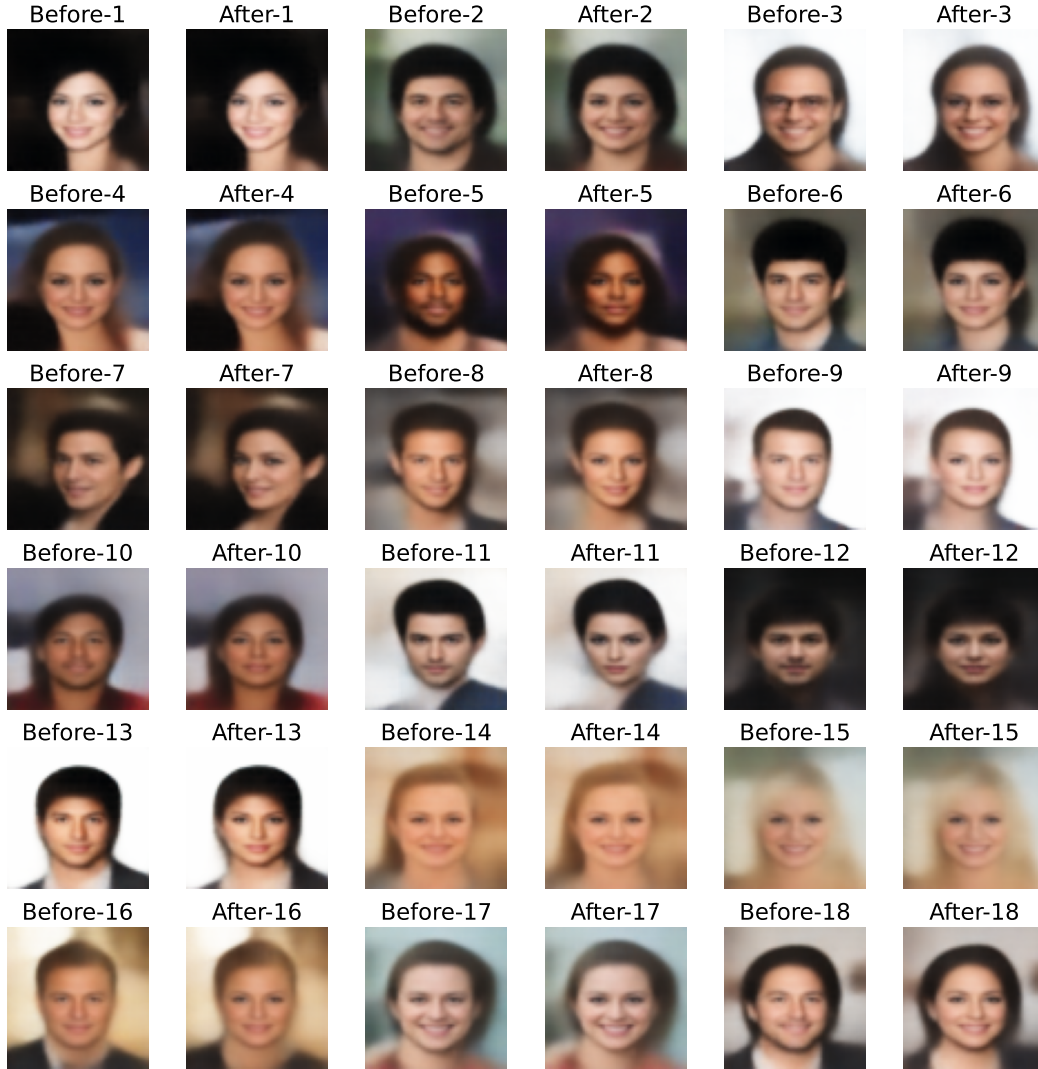 Before-1 After-1 Before-2 After-2 Before-3 After-3
Before-4 After-4 Before-5 After-5 Before-6 After-6
Before-7 After-7 Before-8 After-8 Before-9 After-9
Before-10 After-10 Before-11 After-11 Before-12 After-12
Before-13 After-13 Before-14 After-14 Before-15 After-15
Before-16 After-16 Before-17 After-17 Before-18 After-18